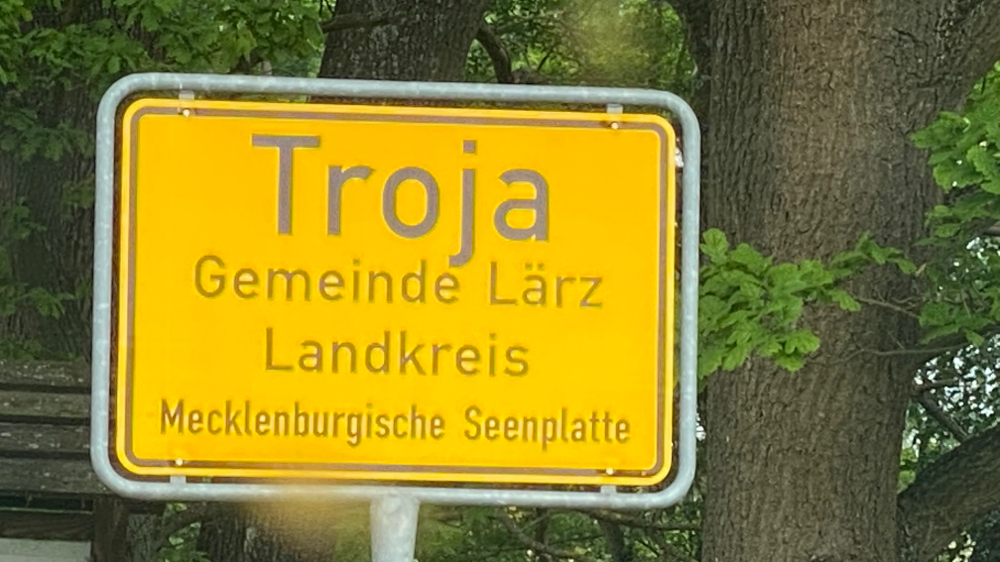 Troja
Gemeinde Lärz
Landkreis
Mecklenburgische Seenplatte